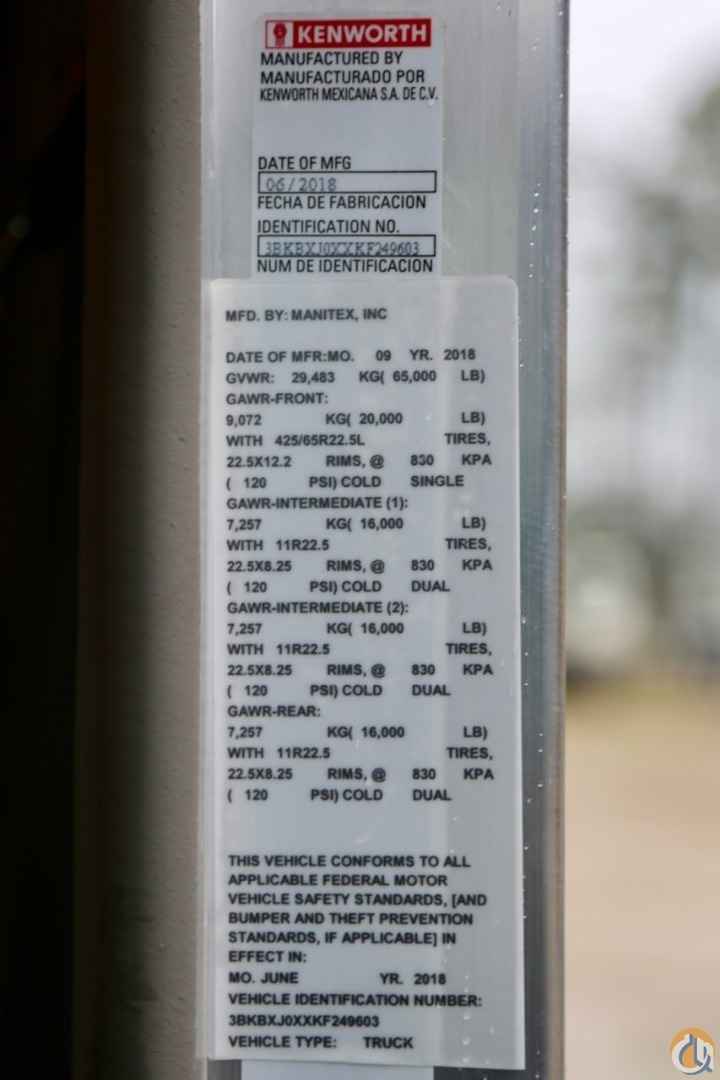 KENWORTH
MANUFACTURED BY
MANUFACTURADO POR
KENWORTH MEXICANA S.A. DE C.V.
DATE OF MFG
06/2018
FECHA DE FABRICACION
IDENTIFICATION NO.
3BKBXJ0XXKF249603
NUM DE IDENTIFICACION
MFD. BY: MANITEX, INC
DATE OF MFR:MO. 09 YR. 2018
GVWR: 29,483 KG( 65,000 LB)
GAWR-FRONT:
9,072 KG( 20,000 LB)
WITH 425/65R22.5L TIRES,
22.5X12.2 RIMS, @ 830 KPA
( 120 PSI) COLD SINGLE
GAWR-INTERMEDIATE (1):
7,257 KG( 16,000 LB)
WITH 11R22.5 TIRES,
22.5X8.25 RIMS, @ 830 KPA
( 120 PSI) COLD DUAL
GAWR-INTERMEDIATE (2):
7,257 KG( 16,000 LB)
WITH 11R22.5 TIRES,
22.5X8.25 RIMS, @ 830 KPA
( 120 PSI) COLD DUAL
GAWR-REAR:
7,257 KG( 16,000 LB)
WITH 11R22.5 TIRES,
22.5X8.25 RIMS, @ 830 KPA
( 120 PSI) COLD DUAL
THIS VEHICLE CONFORMS TO ALL
APPLICABLE FEDERAL MOTOR
VEHICLE SAFETY STANDARDS, [AND
BUMPER AND THEFT PREVENTION
STANDARDS, IF APPLICABLE] IN
EFFECT IN:
MO. JUNE YR. 2018
VEHICLE IDENTIFICATION NUMBER:
3BKBXJ0XXKF249603
VEHICLE TYPE: TRUCK